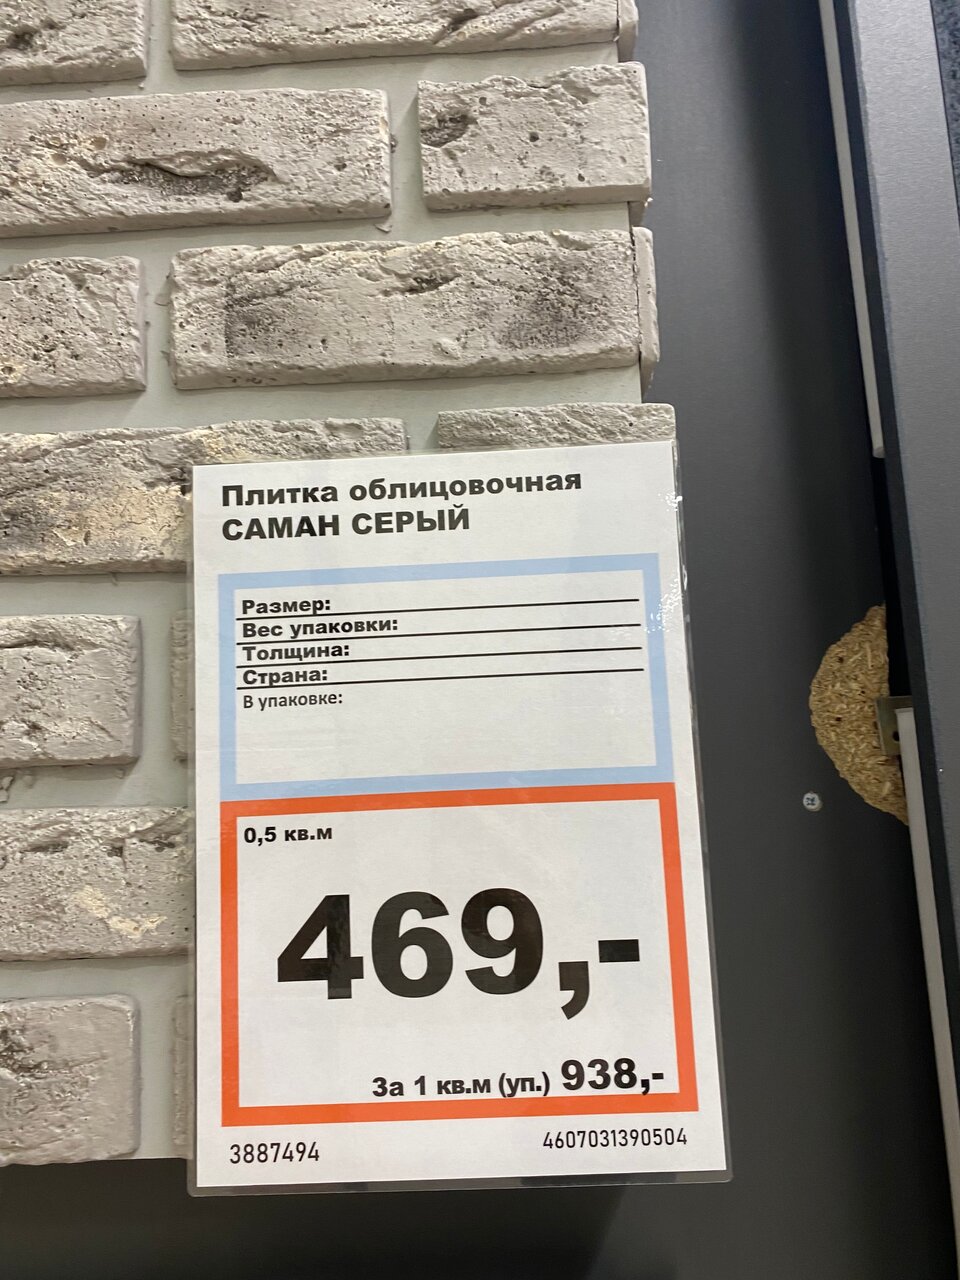 Плитка облицовочная
САМАН СЕРЫЙ
Размер:
Вес упаковки:
Толщина:
Страна:
В упаковке:
0,5 кв.м
469,-
За 1 кв.м (уп.) 938,-
3887494 4607031390504